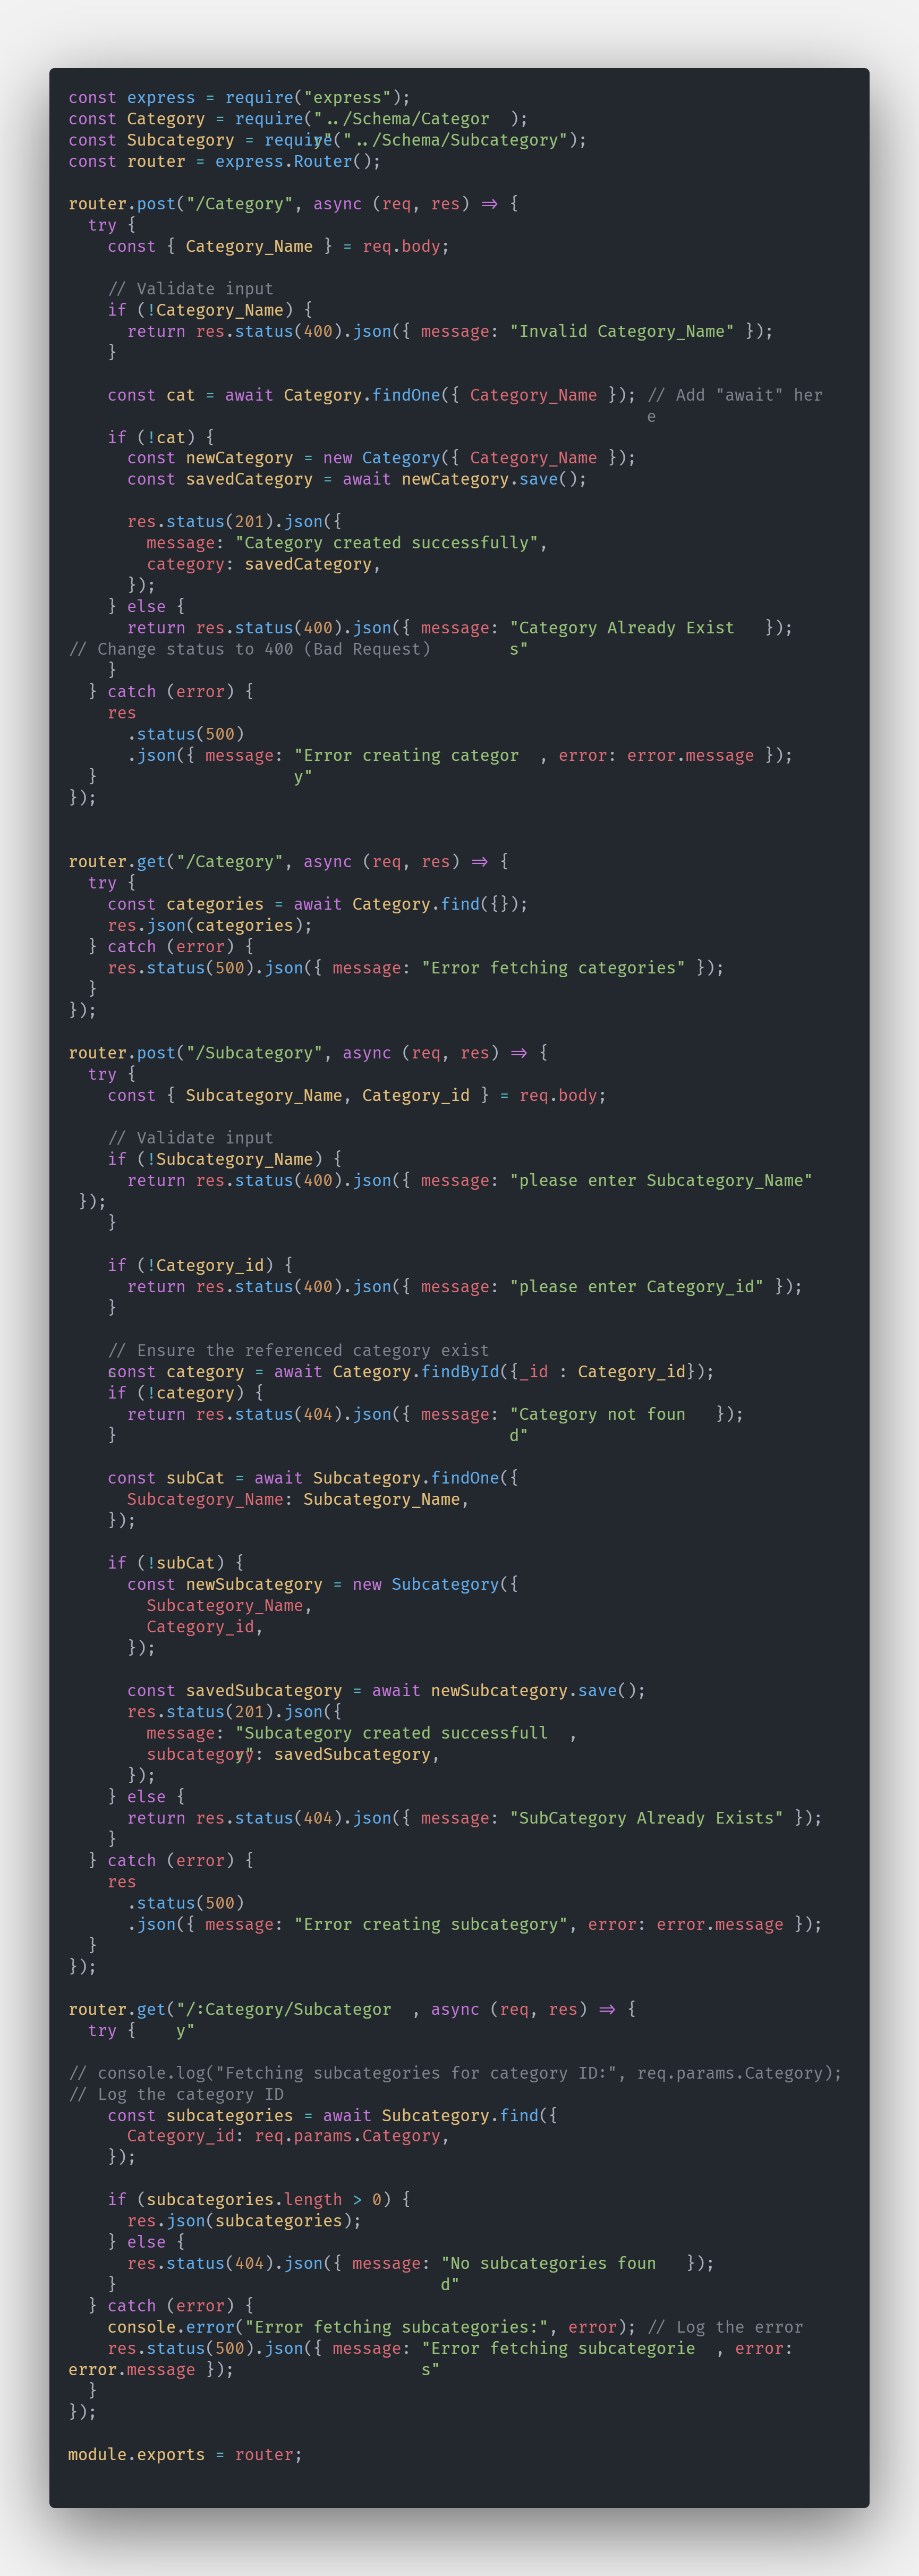 const express = require("express");
const Category = require("../Schema/Category");
const Subcategory = require("../Schema/Subcategory");
const router = express.Router();

router.post("/Category", async (req, res) => {
  try {
    const { Category_Name } = req.body;

    // Validate input
    if (!Category_Name) {
      return res.status(400).json({ message: "Invalid Category_Name" });
    }

    const cat = await Category.findOne({ Category_Name }); // Add "await" here
    if (!cat) {
      const newCategory = new Category({ Category_Name });
      const savedCategory = await newCategory.save();

      res.status(201).json({
        message: "Category created successfully",
        category: savedCategory,
      });
    } else {
      return res.status(400).json({ message: "Category Already Exists" });
// Change status to 400 (Bad Request)
    }
  } catch (error) {
    res
      .status(500)
      .json({ message: "Error creating category", error: error.message });
  }
});


router.get("/Category", async (req, res) => {
  try {
    const categories = await Category.find({});
    res.json(categories);
  } catch (error) {
    res.status(500).json({ message: "Error fetching categories" });
  }
});

router.post("/Subcategory", async (req, res) => {
  try {
    const { Subcategory_Name, Category_id } = req.body;

    // Validate input
    if (!Subcategory_Name) {
      return res.status(400).json({ message: "please enter Subcategory_Name"
 });
    }

    if (!Category_id) {
      return res.status(400).json({ message: "please enter Category_id" });
    }

    // Ensure the referenced category exists
    const category = await Category.findById({_id : Category_id});
    if (!category) {
      return res.status(404).json({ message: "Category not found" });
    }

    const subCat = await Subcategory.findOne({
      Subcategory_Name: Subcategory_Name,
    });

    if (!subCat) {
      const newSubcategory = new Subcategory({
        Subcategory_Name,
        Category_id,
      });

      const savedSubcategory = await newSubcategory.save();
      res.status(201).json({
        message: "Subcategory created successfully",
        subcategory: savedSubcategory,
      });
    } else {
      return res.status(404).json({ message: "SubCategory Already Exists" });
    }
  } catch (error) {
    res
      .status(500)
      .json({ message: "Error creating subcategory", error: error.message });
  }
});

router.get("/:Category/Subcategory", async (req, res) => {
  try {

// console.log("Fetching subcategories for category ID:", req.params.Category);
// Log the category ID
    const subcategories = await Subcategory.find({
      Category_id: req.params.Category,
    });

    if (subcategories.length > 0) {
      res.json(subcategories);
    } else {
      res.status(404).json({ message: "No subcategories found" });
    }
  } catch (error) {
    console.error("Error fetching subcategories:", error); // Log the error
    res.status(500).json({ message: "Error fetching subcategories", error:
error.message });
  }
});

module.exports = router;